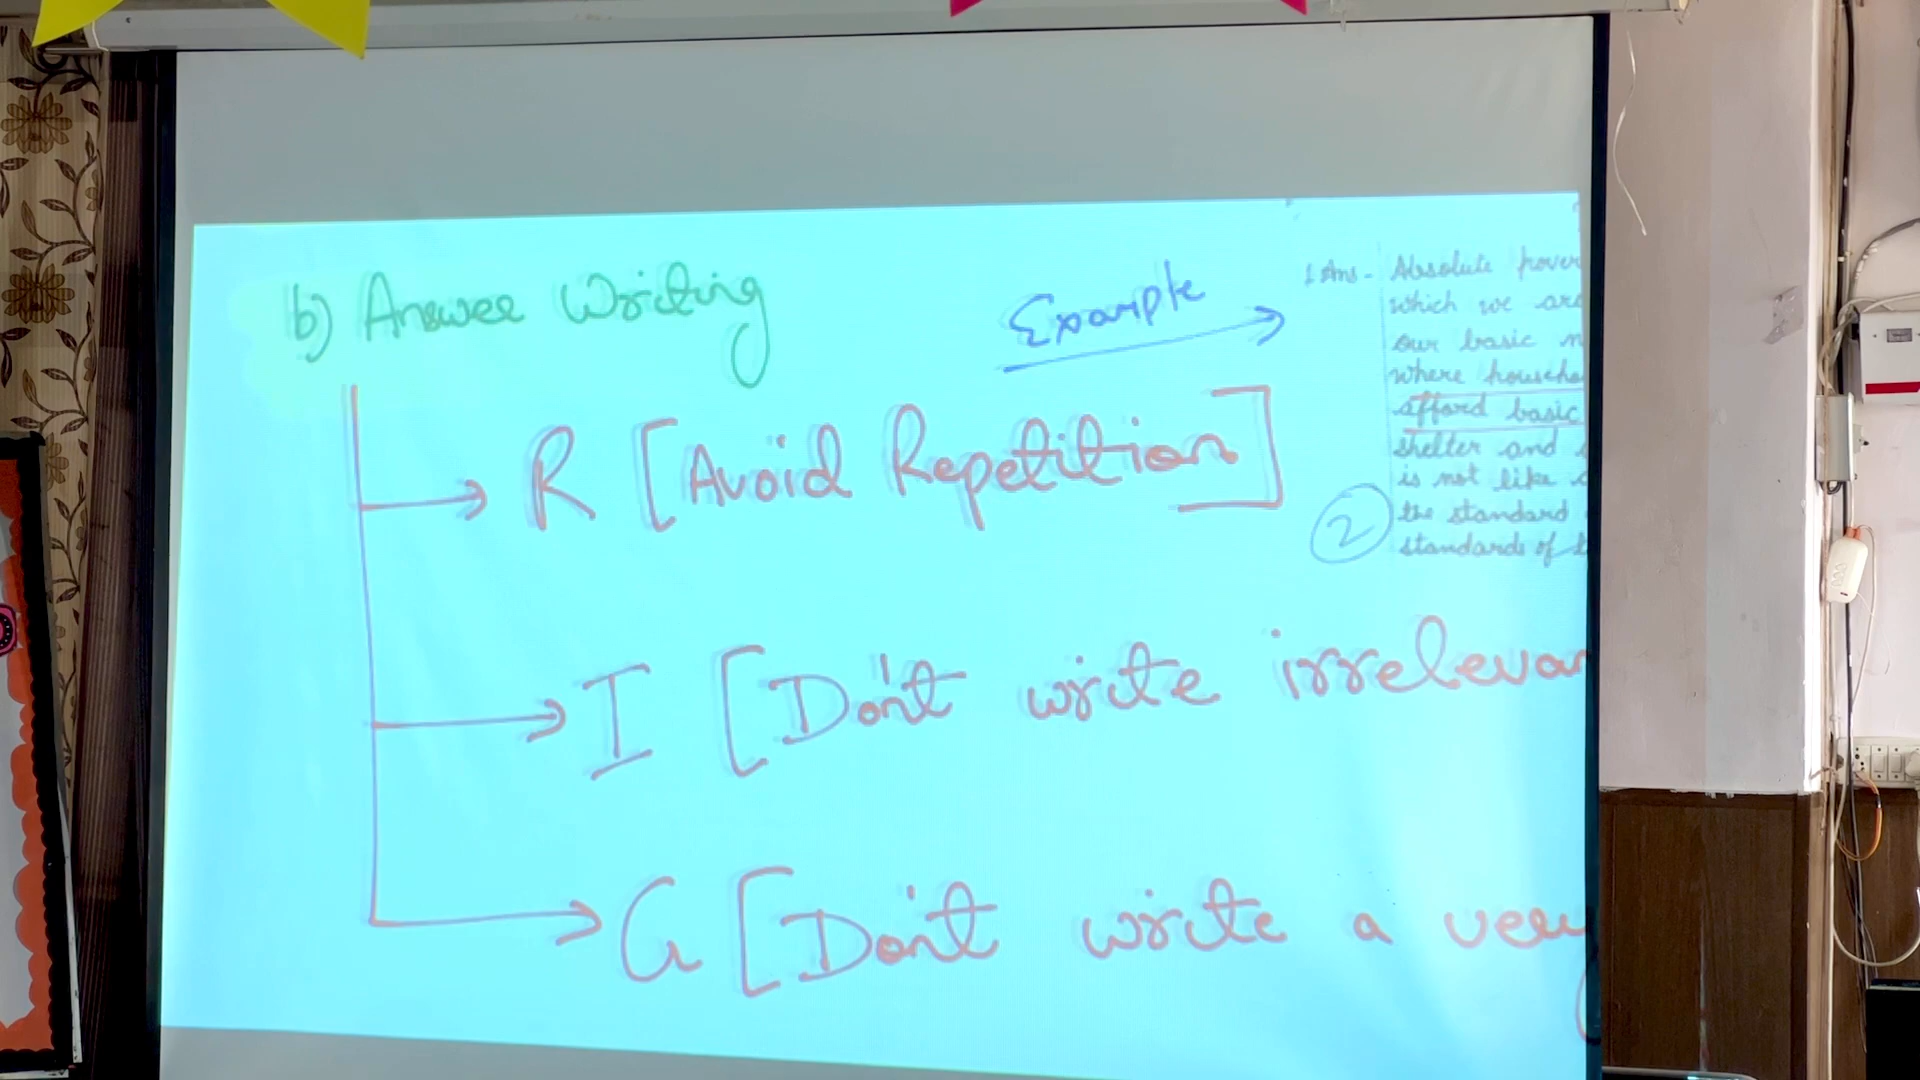 b) Answer Writing
Example
R [Avoid Repetition]
I [Don't write irrelevan
G [Don't write a very
1 Ans - Absolute pover
which we are
our basic n
where househo
afford basic
shelter and
is not like
the standard
standards of
2